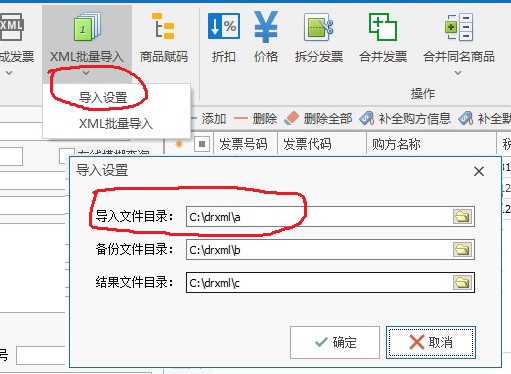 XML
成发票
XML批量导入
商品赋码
折扣
价格
拆分发票
合并发票
合并同名商品
操作
导入设置
XML批量导入
添加
删除
删除全部
补全购方信息
发票号码
发票代码
购方名称
导入设置
导入文件目录：
C:\drxml\a
备份文件目录：
C:\drxml\b
结果文件目录：
C:\drxml\c
号
确定
取消